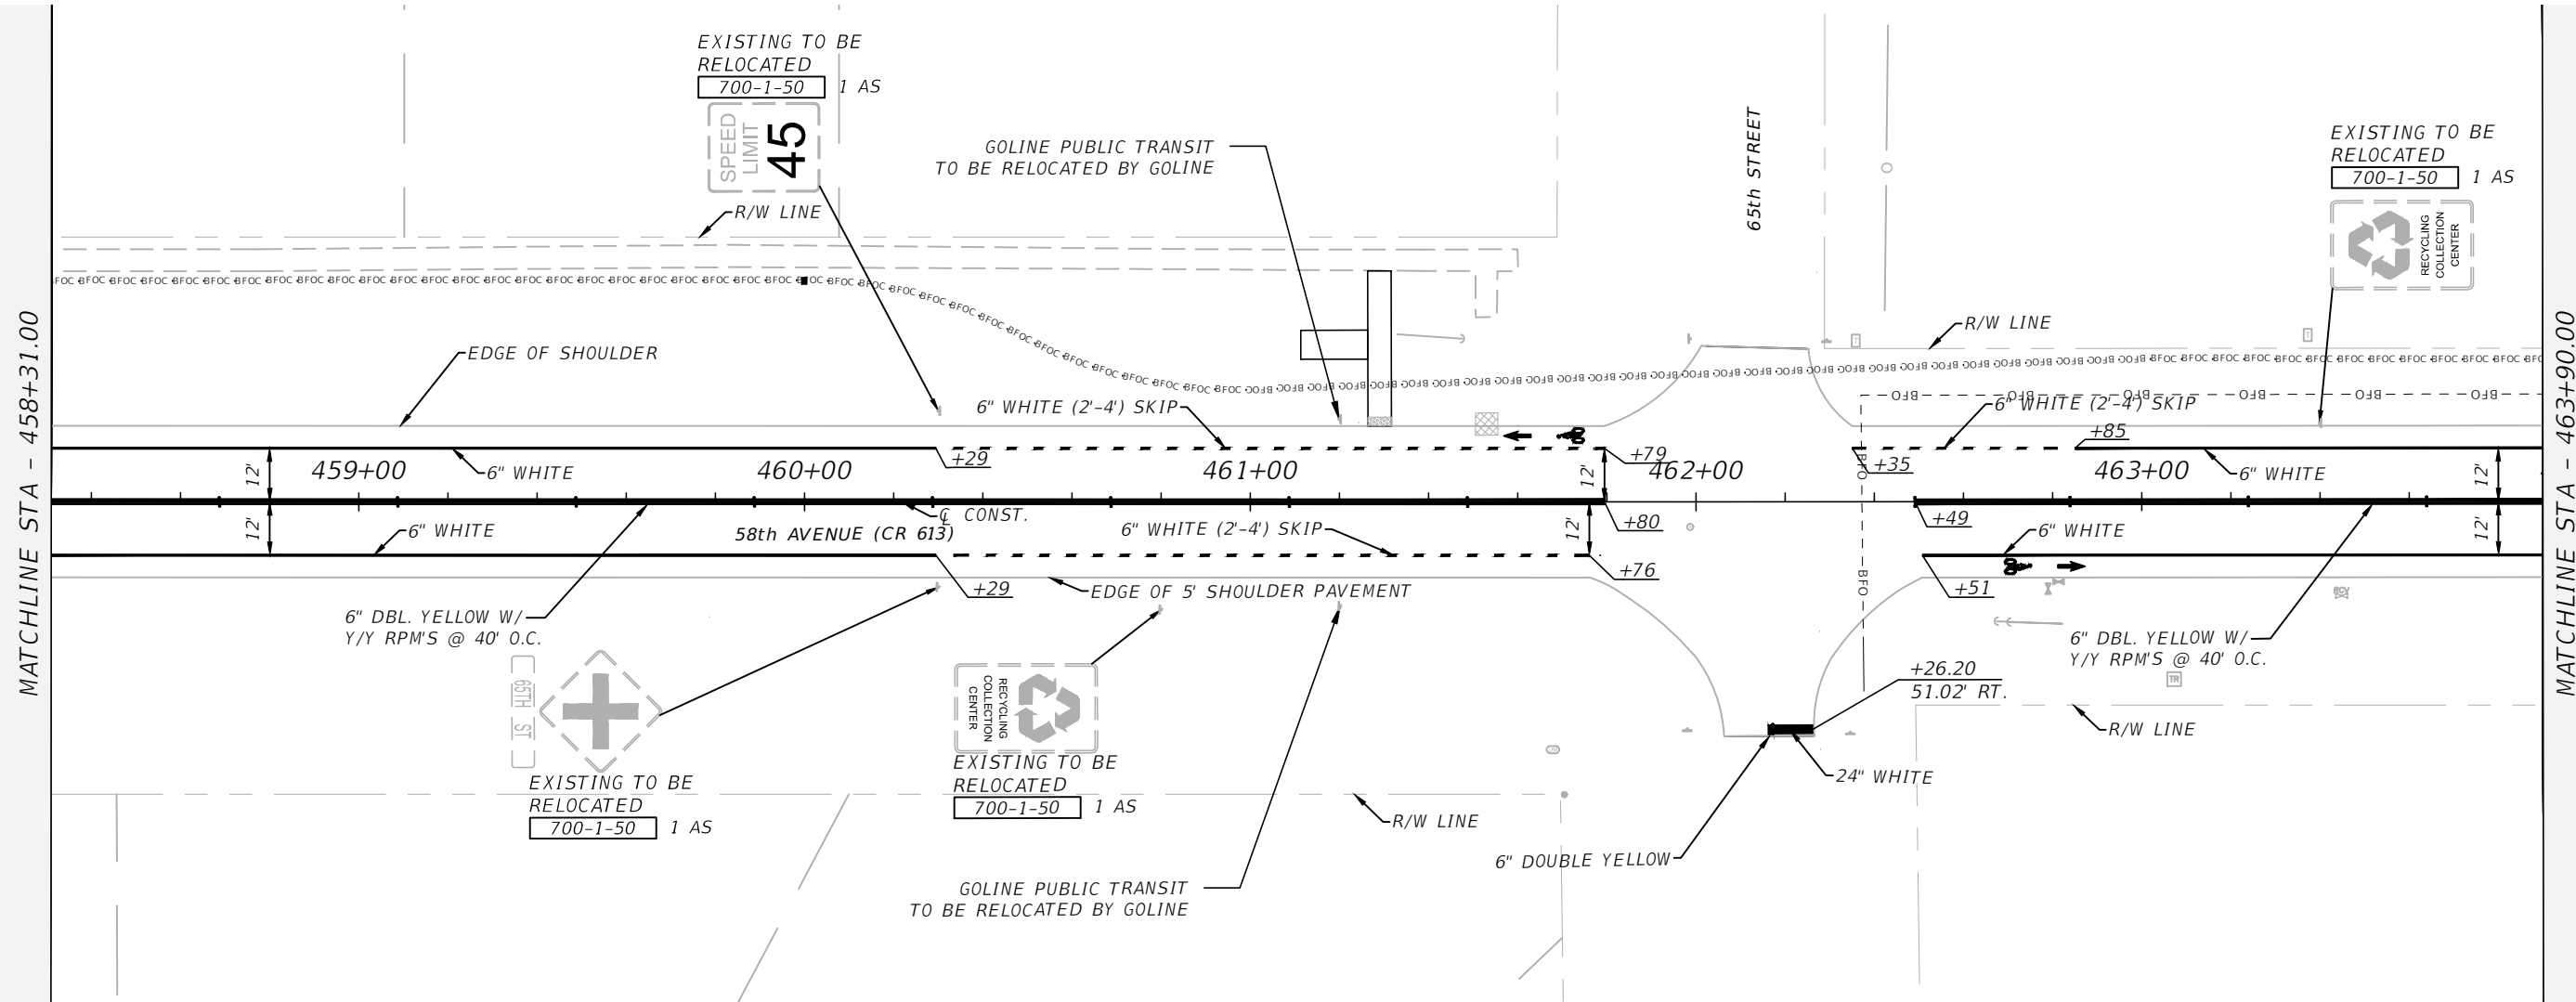 MATCHLINE STA - 458+31.00
EXISTING TO BE
RELOCATED
700-1-50 1 AS
SPEED
LIMIT
45
R/W LINE
GOLINE PUBLIC TRANSIT
TO BE RELOCATED BY GOLINE
65th STREET
EXISTING TO BE
RELOCATED
700-1-50 1 AS
RECYCLING
COLLECTION
CENTER
R/W LINE
EDGE OF SHOULDER
BFOC
6" WHITE (2'-4') SKIP
BFO
6" WHITE (2'-4') SKIP
+85
+29
+79
+35
12'
459+00
6" WHITE
460+00
461+00
12'
462+00
463+00
6" WHITE
12'
℄ CONST.
58th AVENUE (CR 613)
12'
6" WHITE
6" WHITE (2'-4') SKIP
12'
+80
+49
6" WHITE
12'
+29
+76
+51
EDGE OF 5' SHOULDER PAVEMENT
6" DBL. YELLOW W/
Y/Y RPM'S @ 40' O.C.
6" DBL. YELLOW W/
Y/Y RPM'S @ 40' O.C.
65TH ST
EXISTING TO BE
RELOCATED
700-1-50 1 AS
RECYCLING
COLLECTION
CENTER
EXISTING TO BE
RELOCATED
700-1-50 1 AS
+26.20
51.02' RT.
TR
R/W LINE
24" WHITE
R/W LINE
6" DOUBLE YELLOW
GOLINE PUBLIC TRANSIT
TO BE RELOCATED BY GOLINE
MATCHLINE STA - 463+90.00